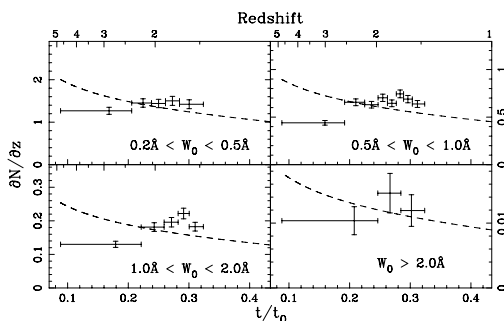 Redshift
5 4 3 2 5 4 3 2 1
2
1
0
0.2Å < W0 < 0.5Å
1
0.5
0
0.5Å < W0 < 1.0Å
∂N/∂z
0.3
0.2
0.1
0
1.0Å < W0 < 2.0Å
0.01
0
W0 > 2.0Å
0.1 0.2 0.3 0.4 0.1 0.2 0.3 0.4
t/t0 t/t0